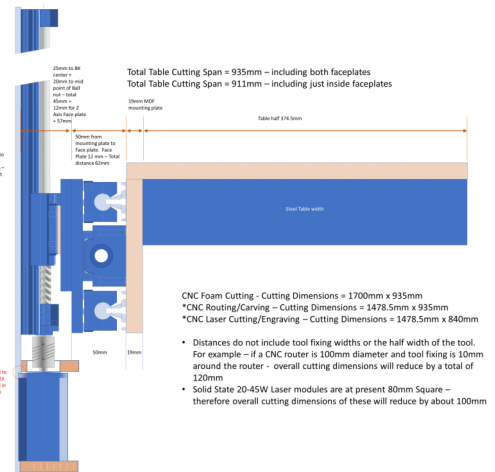 25mm to BK
center +
20mm to mid
point of Ball
nut – total
45mm +
12mm for Z
Axis Face plate
= 57mm
Total Table Cutting Span = 935mm – including both faceplates
Total Table Cutting Span = 911mm – including just inside faceplates
19mm MDF
mounting plate
Table half 374.5mm
50mm from
mounting plate to
Face plate. Face
Plate 12 mm – Total
distance 62mm
Steel Table width
CNC Foam Cutting - Cutting Dimensions = 1700mm x 935mm
*CNC Routing/Carving – Cutting Dimensions = 1478.5mm x 935mm
*CNC Laser Cutting/Engraving – Cutting Dimensions = 1478.5mm x 840mm
• Distances do not include tool fixing widths or the half width of the tool.
For example – if a CNC router is 100mm diameter and tool fixing is 10mm
around the router - overall cutting dimensions will reduce by a total of
120mm
• Solid State 20-45W Laser modules are at present 80mm Square –
therefore overall cutting dimensions of these will reduce by about 100mm
50mm
19mm